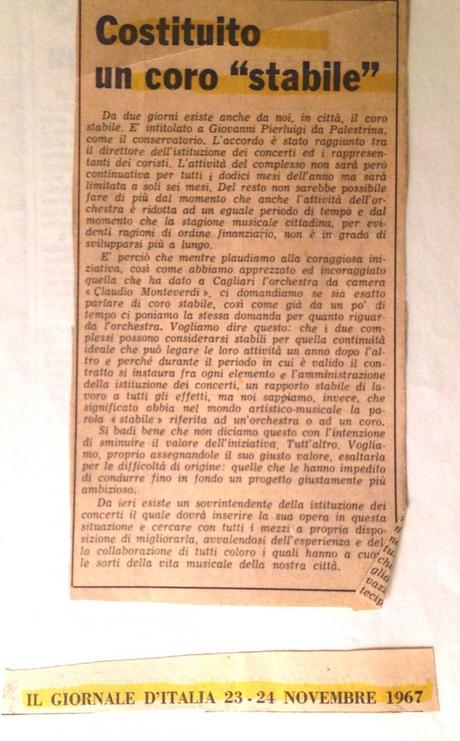 Costituito
un coro “stabile”
Da due giorni esiste anche da noi, in città, il coro
stabile. E' intitolato a Giovanni Pierluigi da Palestrina,
come il conservatorio. L'accordo è stato raggiunto tra
il direttore dell'istituzione dei concerti ed i rappresen-
tanti dei coristi. L'attività del complesso non sarà però
continuativa per tutti i dodici mesi dell'anno ma sarà
limitata a soli sei mesi. Del resto non sarebbe possibile
fare di più dal momento che anche l'attività dell'or-
chestra è ridotta ad un eguale periodo di tempo e dal
momento che la stagione musicale cittadina, per evi-
denti ragioni di ordine finanziario, non è in grado di
svilupparsi più a lungo.
E' perciò che mentre plaudiamo alla coraggiosa ini-
ziativa, così come abbiamo apprezzato ed incoraggiato
quella che ha dato a Cagliari l'orchestra da camera
« Claudio Monteverdi », ci domandiamo se sia esatto
parlare di coro stabile, così come già da un po' di
tempo ci poniamo la stessa domanda per quanto riguar-
da l'orchestra. Vogliamo dire questo: che i due com-
plessi possono considerarsi stabili per quella continuità
ideale che può legare le loro attività un anno dopo l'al-
tro e perché durante il periodo in cui è valido il contrat-
to si instaura fra ogni elemento e l'amministrazione
della istituzione dei concerti, un rapporto stabile di la-
voro a tutti gli effetti, ma noi sappiamo, invece, che
significato abbia nel mondo artistico-musicale la pa-
rola « stabile » riferita ad un'orchestra o ad un coro.
Si badi bene che non diciamo questo con l'intenzione
di sminuire il valore dell'iniziativa. Tutt'altro. Voglia-
mo, proprio assegnandole il suo giusto valore, esaltarla
per le difficoltà di origine: quelle che le hanno impedito
di condurre fino in fondo un progetto giustamente più
ambizioso.
Da ieri esiste un sovrintendente della istituzione dei
concerti il quale dovrà inserire la sua opera in questa
situazione e cercare con tutti i mezzi a propria dispo-
sizione di migliorarla, avvalendosi dell'esperienza e del-
la collaborazione di tutti coloro i quali hanno a cuore
le sorti della vita musicale della nostra città.
che
glia
vazi
tecip
IL GIORNALE D'ITALIA 23 - 24 NOVEMBRE 1967